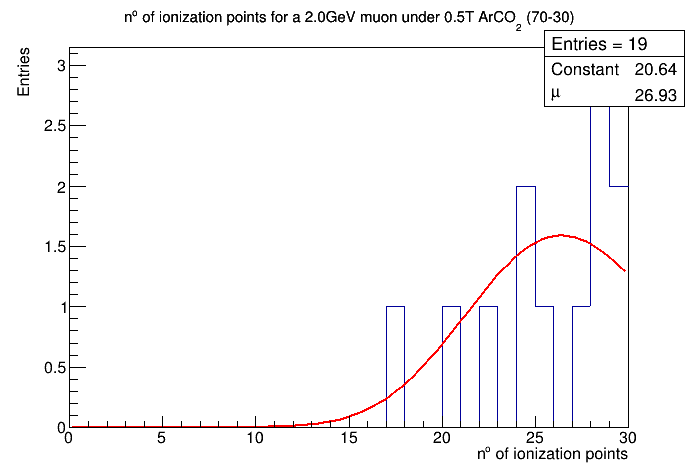 nº of ionization points for a 2.0GeV muon under 0.5T ArCO2 (70-30)
Entries = 19
Constant 20.64
μ 26.93
Entries
3
2.5
2
1.5
1
0.5
0
0 5 10 15 20 25 30
nº of ionization points